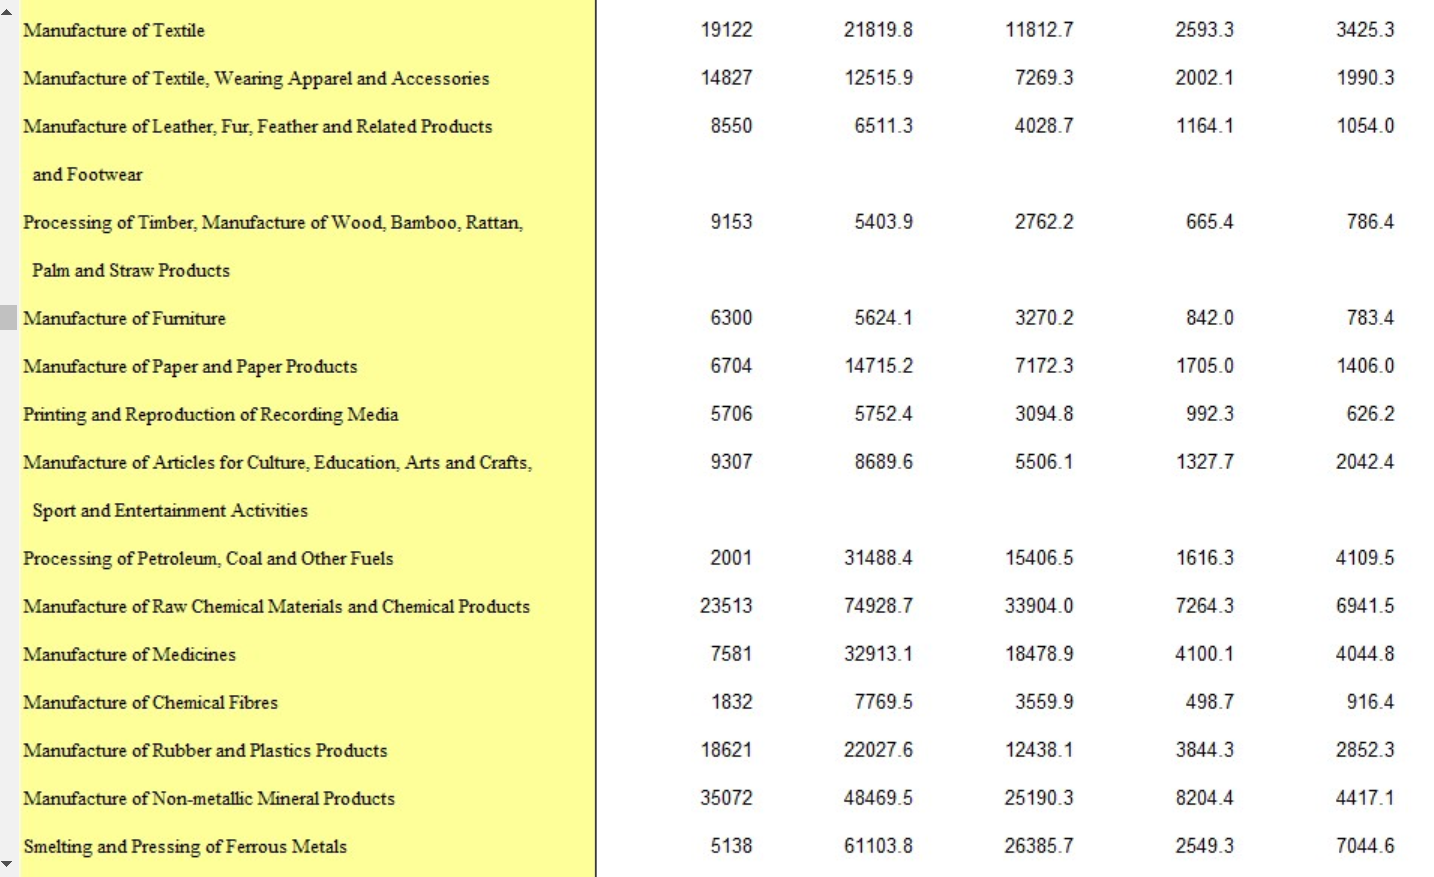 Manufacture of Textile 19122 21819.8 11812.7 2593.3 3425.3
Manufacture of Textile, Wearing Apparel and Accessories 14827 12515.9 7269.3 2002.1 1990.3
Manufacture of Leather, Fur, Feather and Related Products 8550 6511.3 4028.7 1164.1 1054.0
and Footwear
Processing of Timber, Manufacture of Wood, Bamboo, Rattan, 9153 5403.9 2762.2 665.4 786.4
Palm and Straw Products
Manufacture of Furniture 6300 5624.1 3270.2 842.0 783.4
Manufacture of Paper and Paper Products 6704 14715.2 7172.3 1705.0 1406.0
Printing and Reproduction of Recording Media 5706 5752.4 3094.8 992.3 626.2
Manufacture of Articles for Culture, Education, Arts and Crafts, 9307 8689.6 5506.1 1327.7 2042.4
Sport and Entertainment Activities
Processing of Petroleum, Coal and Other Fuels 2001 31488.4 15406.5 1616.3 4109.5
Manufacture of Raw Chemical Materials and Chemical Products 23513 74928.7 33904.0 7264.3 6941.5
Manufacture of Medicines 7581 32913.1 18478.9 4100.1 4044.8
Manufacture of Chemical Fibres 1832 7769.5 3559.9 498.7 916.4
Manufacture of Rubber and Plastics Products 18621 22027.6 12438.1 3844.3 2852.3
Manufacture of Non-metallic Mineral Products 35072 48469.5 25190.3 8204.4 4417.1
Smelting and Pressing of Ferrous Metals 5138 61103.8 26385.7 2549.3 7044.6